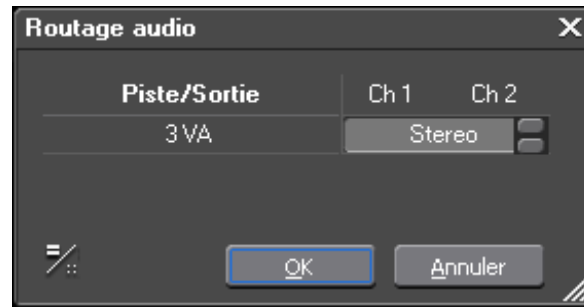 Routage audio
Piste/Sortie Ch 1 Ch 2
3 VA Stereo
OK Annuler